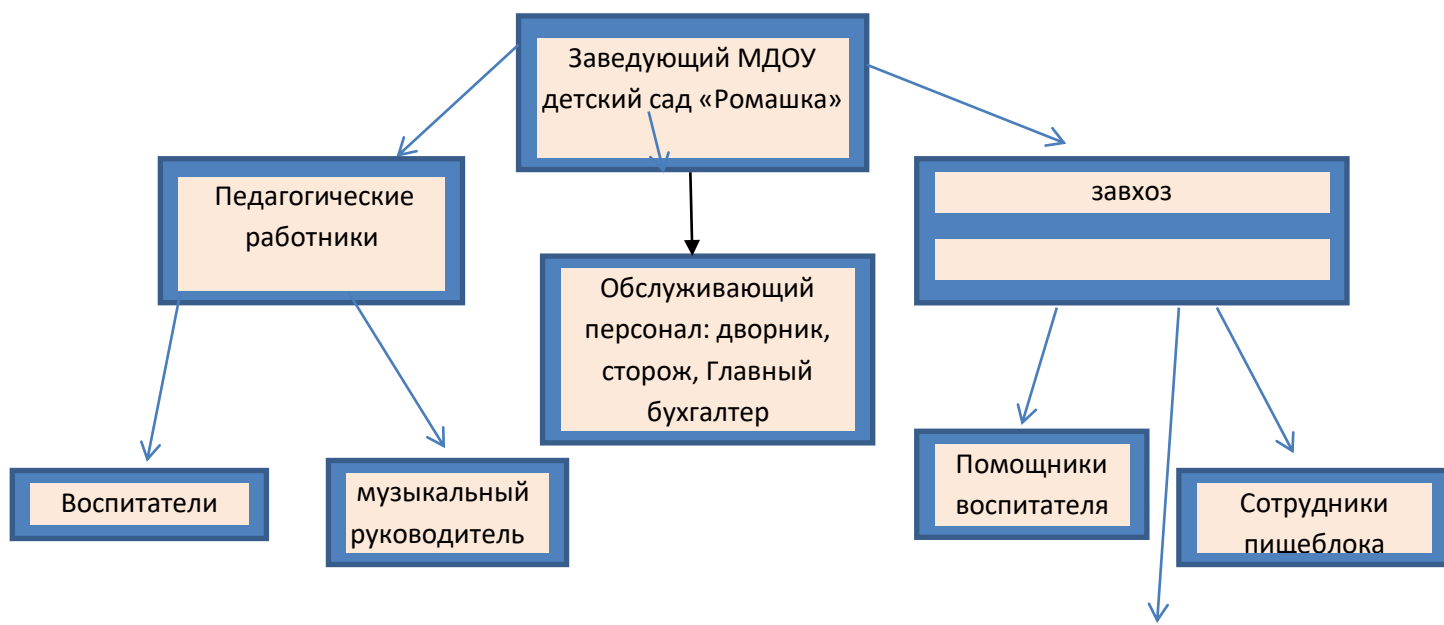 Заведующий МДОУ
детский сад «Ромашка»
Педагогические
работники
завхоз
Обслуживающий
персонал: дворник,
сторож, Главный
бухгалтер
Воспитатели
музыкальный
руководитель
Помощники
воспитателя
Сотрудники
пищеблока